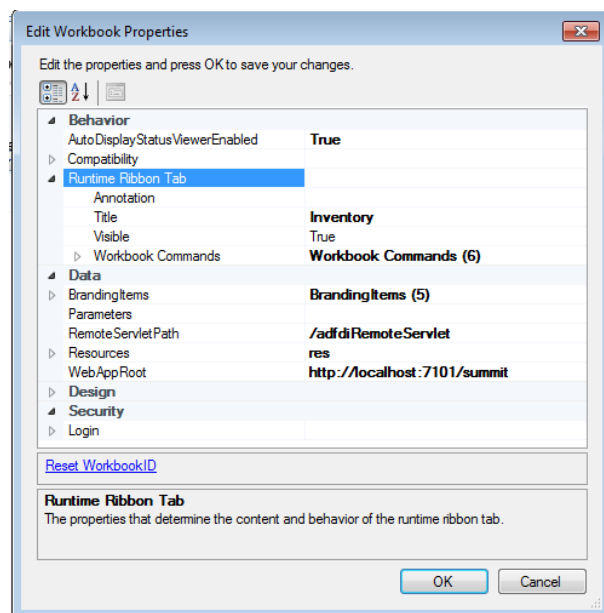 Edit Workbook Properties
Edit the properties and press OK to save your changes.
Behavior
AutoDisplayStatusViewerEnabled True
Compatibility
Runtime Ribbon Tab
Annotation
Title Inventory
Visible True
Workbook Commands Workbook Commands (6)
Data
BrandingItems BrandingItems (5)
Parameters
RemoteServletPath /adfdiRemoteServlet
Resources res
WebAppRoot http://localhost:7101/summit
Design
Security
Login
Reset WorkbookID
Runtime Ribbon Tab
The properties that determine the content and behavior of the runtime ribbon tab.
OK Cancel